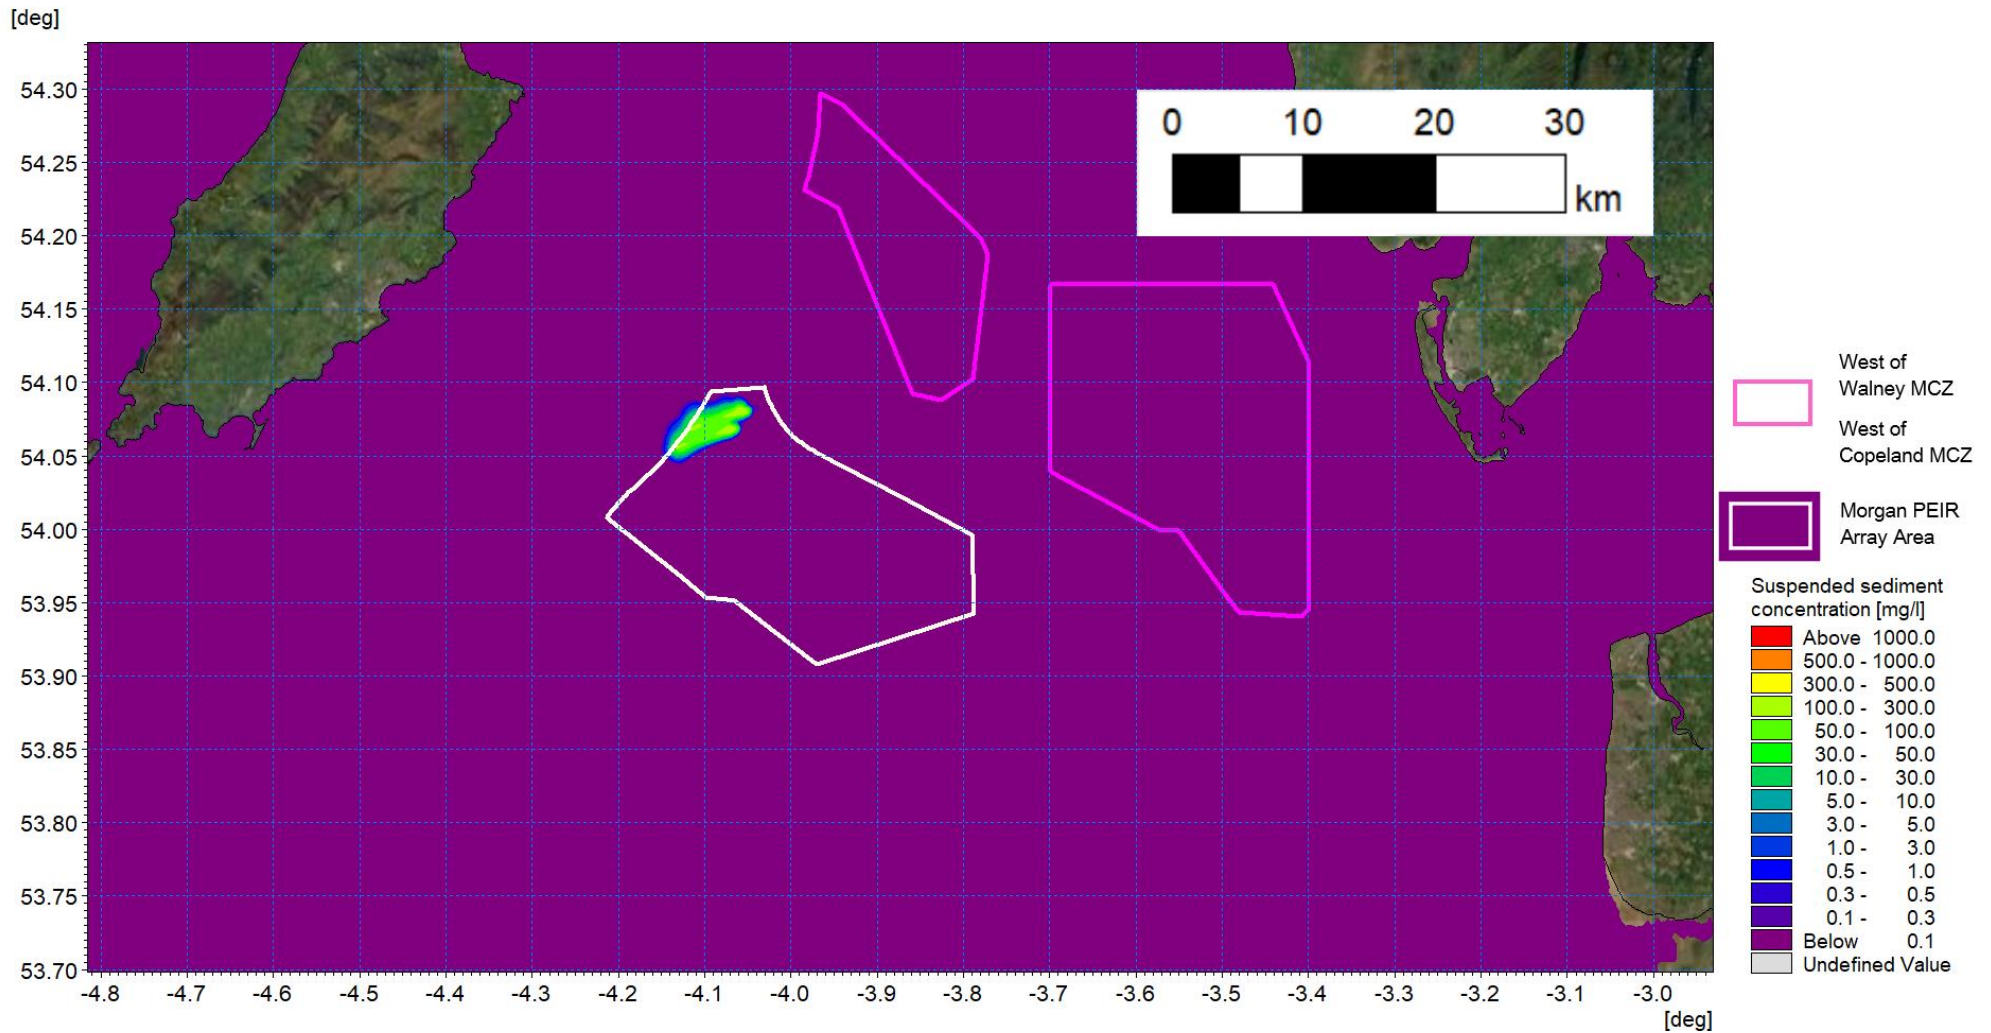 [deg]
54.30
54.25
54.20
54.15
54.10
54.05
54.00
53.95
53.90
53.85
53.80
53.75
53.70
-4.8 -4.7 -4.6 -4.5 -4.4 -4.3 -4.2 -4.1 -4.0 -3.9 -3.8 -3.7 -3.6 -3.5 -3.4 -3.3 -3.2 -3.1 -3.0
[deg]
0 10 20 30
km
West of
Walney MCZ
West of
Copeland MCZ
Morgan PEIR
Array Area
Suspended sediment
concentration [mg/l]
Above 1000.0
500.0 - 1000.0
300.0 - 500.0
100.0 - 300.0
50.0 - 100.0
30.0 - 50.0
10.0 - 30.0
5.0 - 10.0
3.0 - 5.0
1.0 - 3.0
0.5 - 1.0
0.3 - 0.5
0.1 - 0.3
Below 0.1
Undefined Value